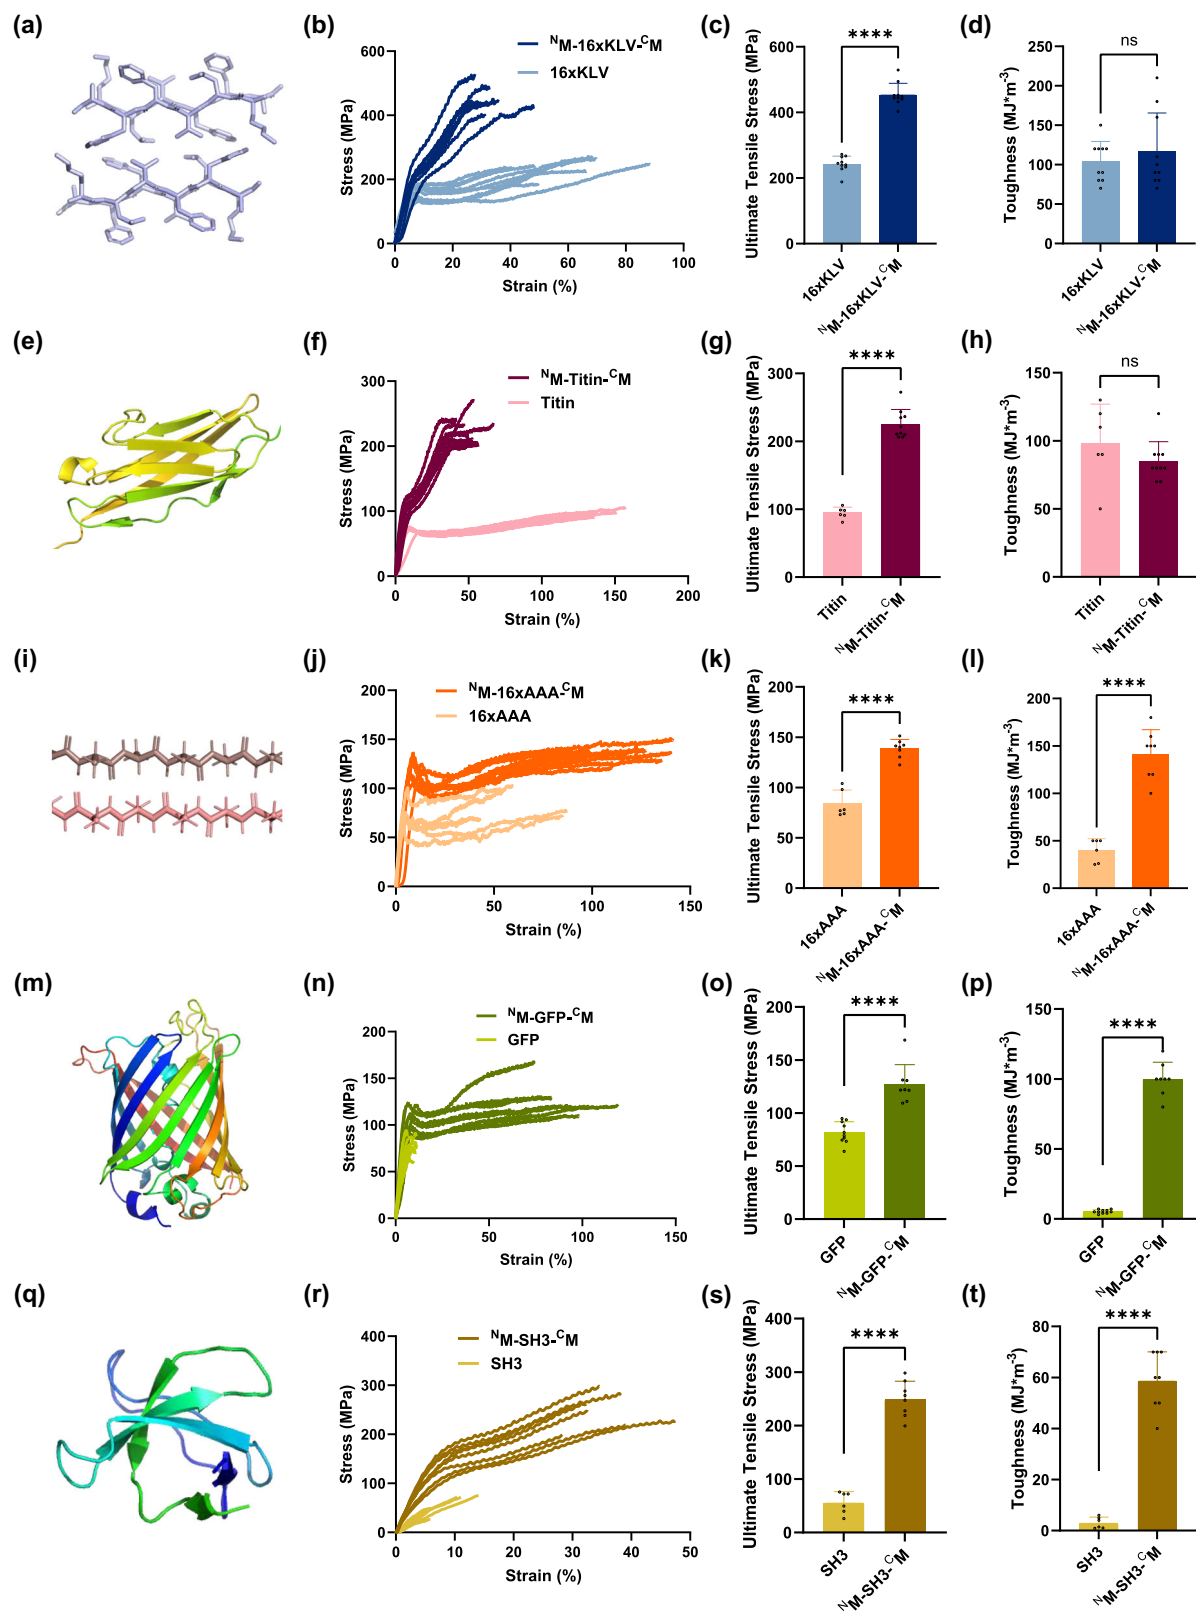 (a)
(b)
ᴺM-16xKLV-ᶜM
16xKLV
Stress (MPa)
600
400
200
0
0 20 40 60 80 100
Strain (%)
(c)
****
Ultimate Tensile Stress (MPa)
600
400
200
0
16xKLV
ᴺM-16xKLV-ᶜM
(d)
ns
Toughness (MJ*m⁻³)
250
200
150
100
50
0
16xKLV
ᴺM-16xKLV-ᶜM
(e)
(f)
ᴺM-Titin-ᶜM
Titin
Stress (MPa)
300
200
100
0
0 50 100 150 200
Strain (%)
(g)
****
Ultimate Tensile Stress (MPa)
300
200
100
0
Titin
ᴺM-Titin-ᶜM
(h)
ns
Toughness (MJ*m⁻³)
150
100
50
0
Titin
ᴺM-Titin-ᶜM
(i)
(j)
ᴺM-16xAAA-ᶜM
16xAAA
Stress (MPa)
200
150
100
50
0
0 50 100 150
Strain (%)
(k)
****
Ultimate Tensile Stress (MPa)
200
150
100
50
0
16xAAA
ᴺM-16xAAA-ᶜM
(l)
****
Toughness (MJ*m⁻³)
200
150
100
50
0
16xAAA
ᴺM-16xAAA-ᶜM
(m)
(n)
ᴺM-GFP-ᶜM
GFP
Stress (MPa)
200
150
100
50
0
0 50 100 150
Strain (%)
(o)
****
Ultimate Tensile Stress (MPa)
200
150
100
50
0
GFP
ᴺM-GFP-ᶜM
(p)
****
Toughness (MJ*m⁻³)
150
100
50
0
GFP
ᴺM-GFP-ᶜM
(q)
(r)
ᴺM-SH3-ᶜM
SH3
Stress (MPa)
400
300
200
100
0
0 10 20 30 40 50
Strain (%)
(s)
****
Ultimate Tensile Stress (MPa)
400
300
200
100
0
SH3
ᴺM-SH3-ᶜM
(t)
****
Toughness (MJ*m⁻³)
80
60
40
20
0
SH3
ᴺM-SH3-ᶜM